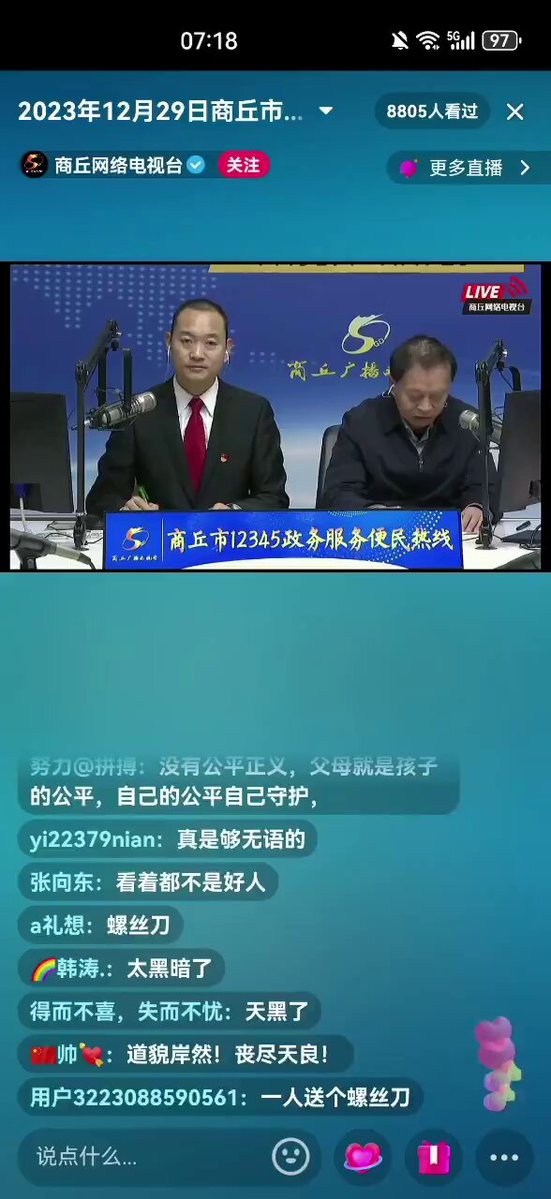 07:18
5G
97
2023年12月29日商丘市...
8805人看过
商丘网络电视台
关注
更多直播
LIVE
商丘网络电视台
商丘广播
商丘市12345政务服务便民热线
努力@拼搏：没有公平正义，父母就是孩子
的公平，自己的公平自己守护，
yi22379nian：真是够无语的
张向东：看着都不是好人
a礼想：螺丝刀
🌈韩涛.：太黑暗了
得而不喜，失而不忧：天黑了
🇨🇳帅💘：道貌岸然！丧尽天良！
用户3223088590561：一人送个螺丝刀
说点什么...